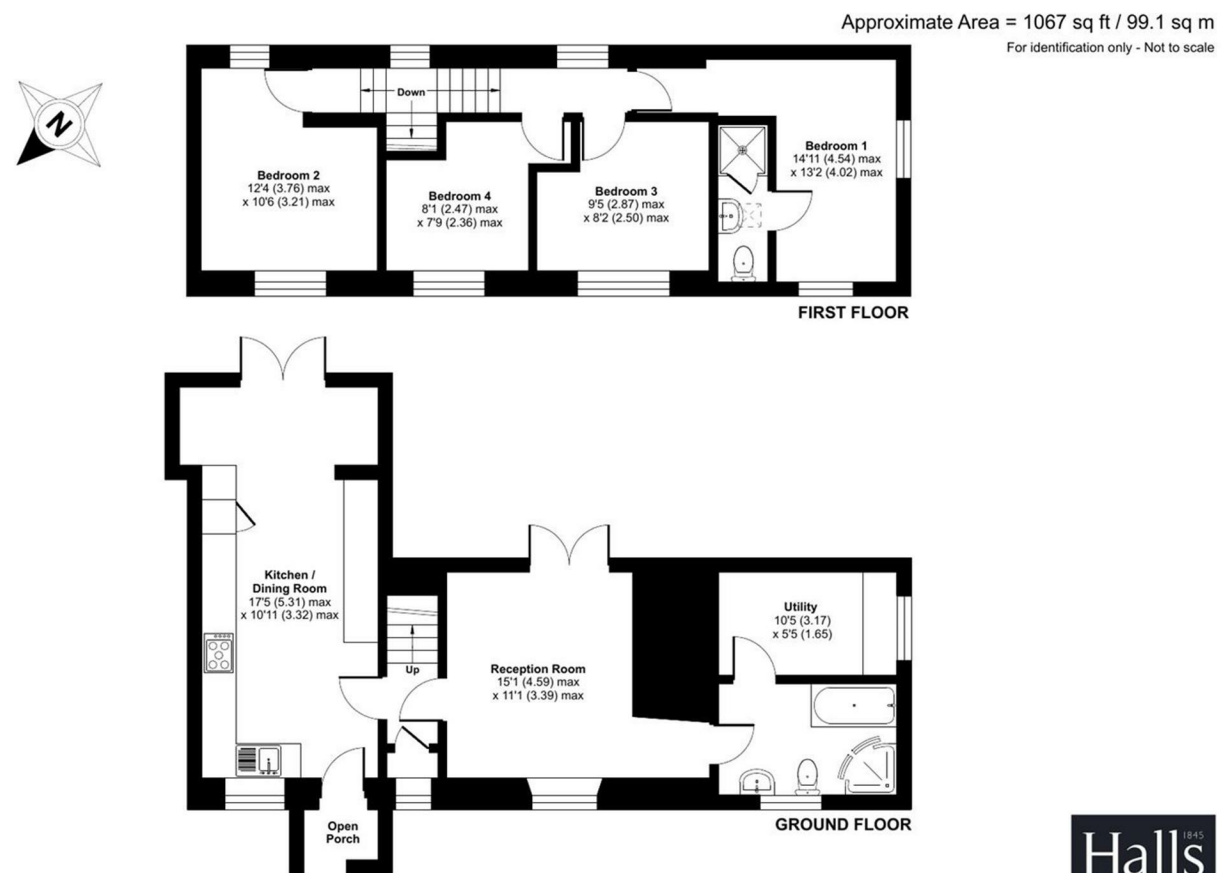 Approximate Area = 1067 sq ft / 99.1 sq m
For identification only - Not to scale
N
Down
Bedroom 2
12'4 (3.76) max
x 10'6 (3.21) max
Bedroom 4
8'1 (2.47) max
x 7'9 (2.36) max
Bedroom 3
9'5 (2.87) max
x 8'2 (2.50) max
Bedroom 1
14'11 (4.54) max
x 13'2 (4.02) max
FIRST FLOOR
Kitchen /
Dining Room
17'5 (5.31) max
x 10'11 (3.32) max
Up
Reception Room
15'1 (4.59) max
x 11'1 (3.39) max
Utility
10'5 (3.17)
x 5'5 (1.65)
Open
Porch
GROUND FLOOR
1845
Halls